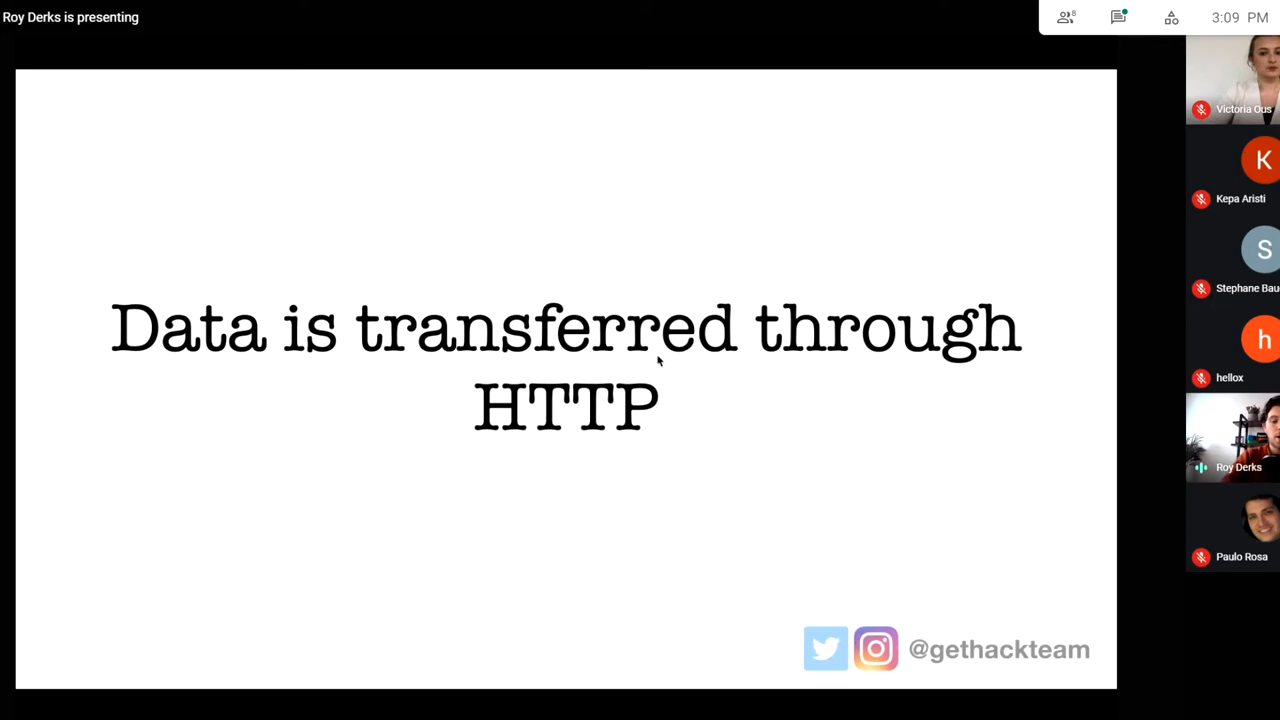 Roy Derks is presenting
8
3:09 PM
Victoria Ous
K
Kepa Aristi
S
Stephane Bau
h
hellox
Roy Derks
Paulo Rosa
Data is transferred through
HTTP
@gethackteam